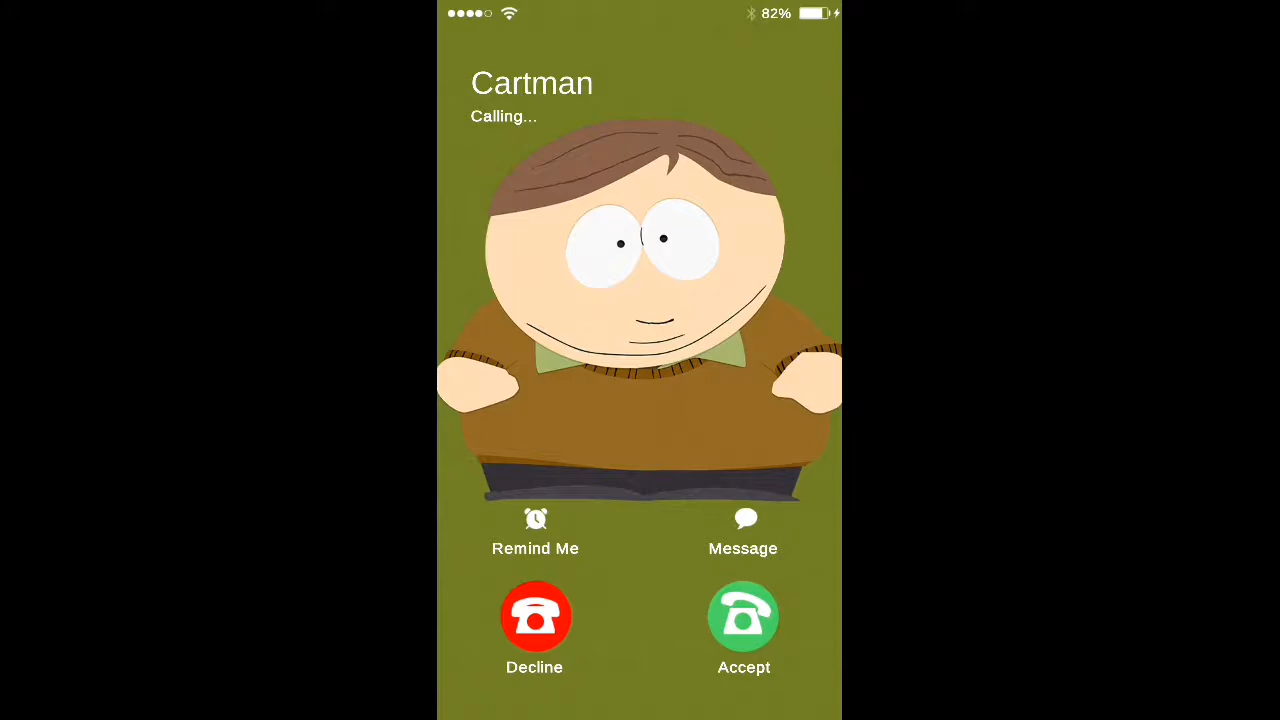 82%
Cartman
Calling...
Remind Me
Message
Decline
Accept